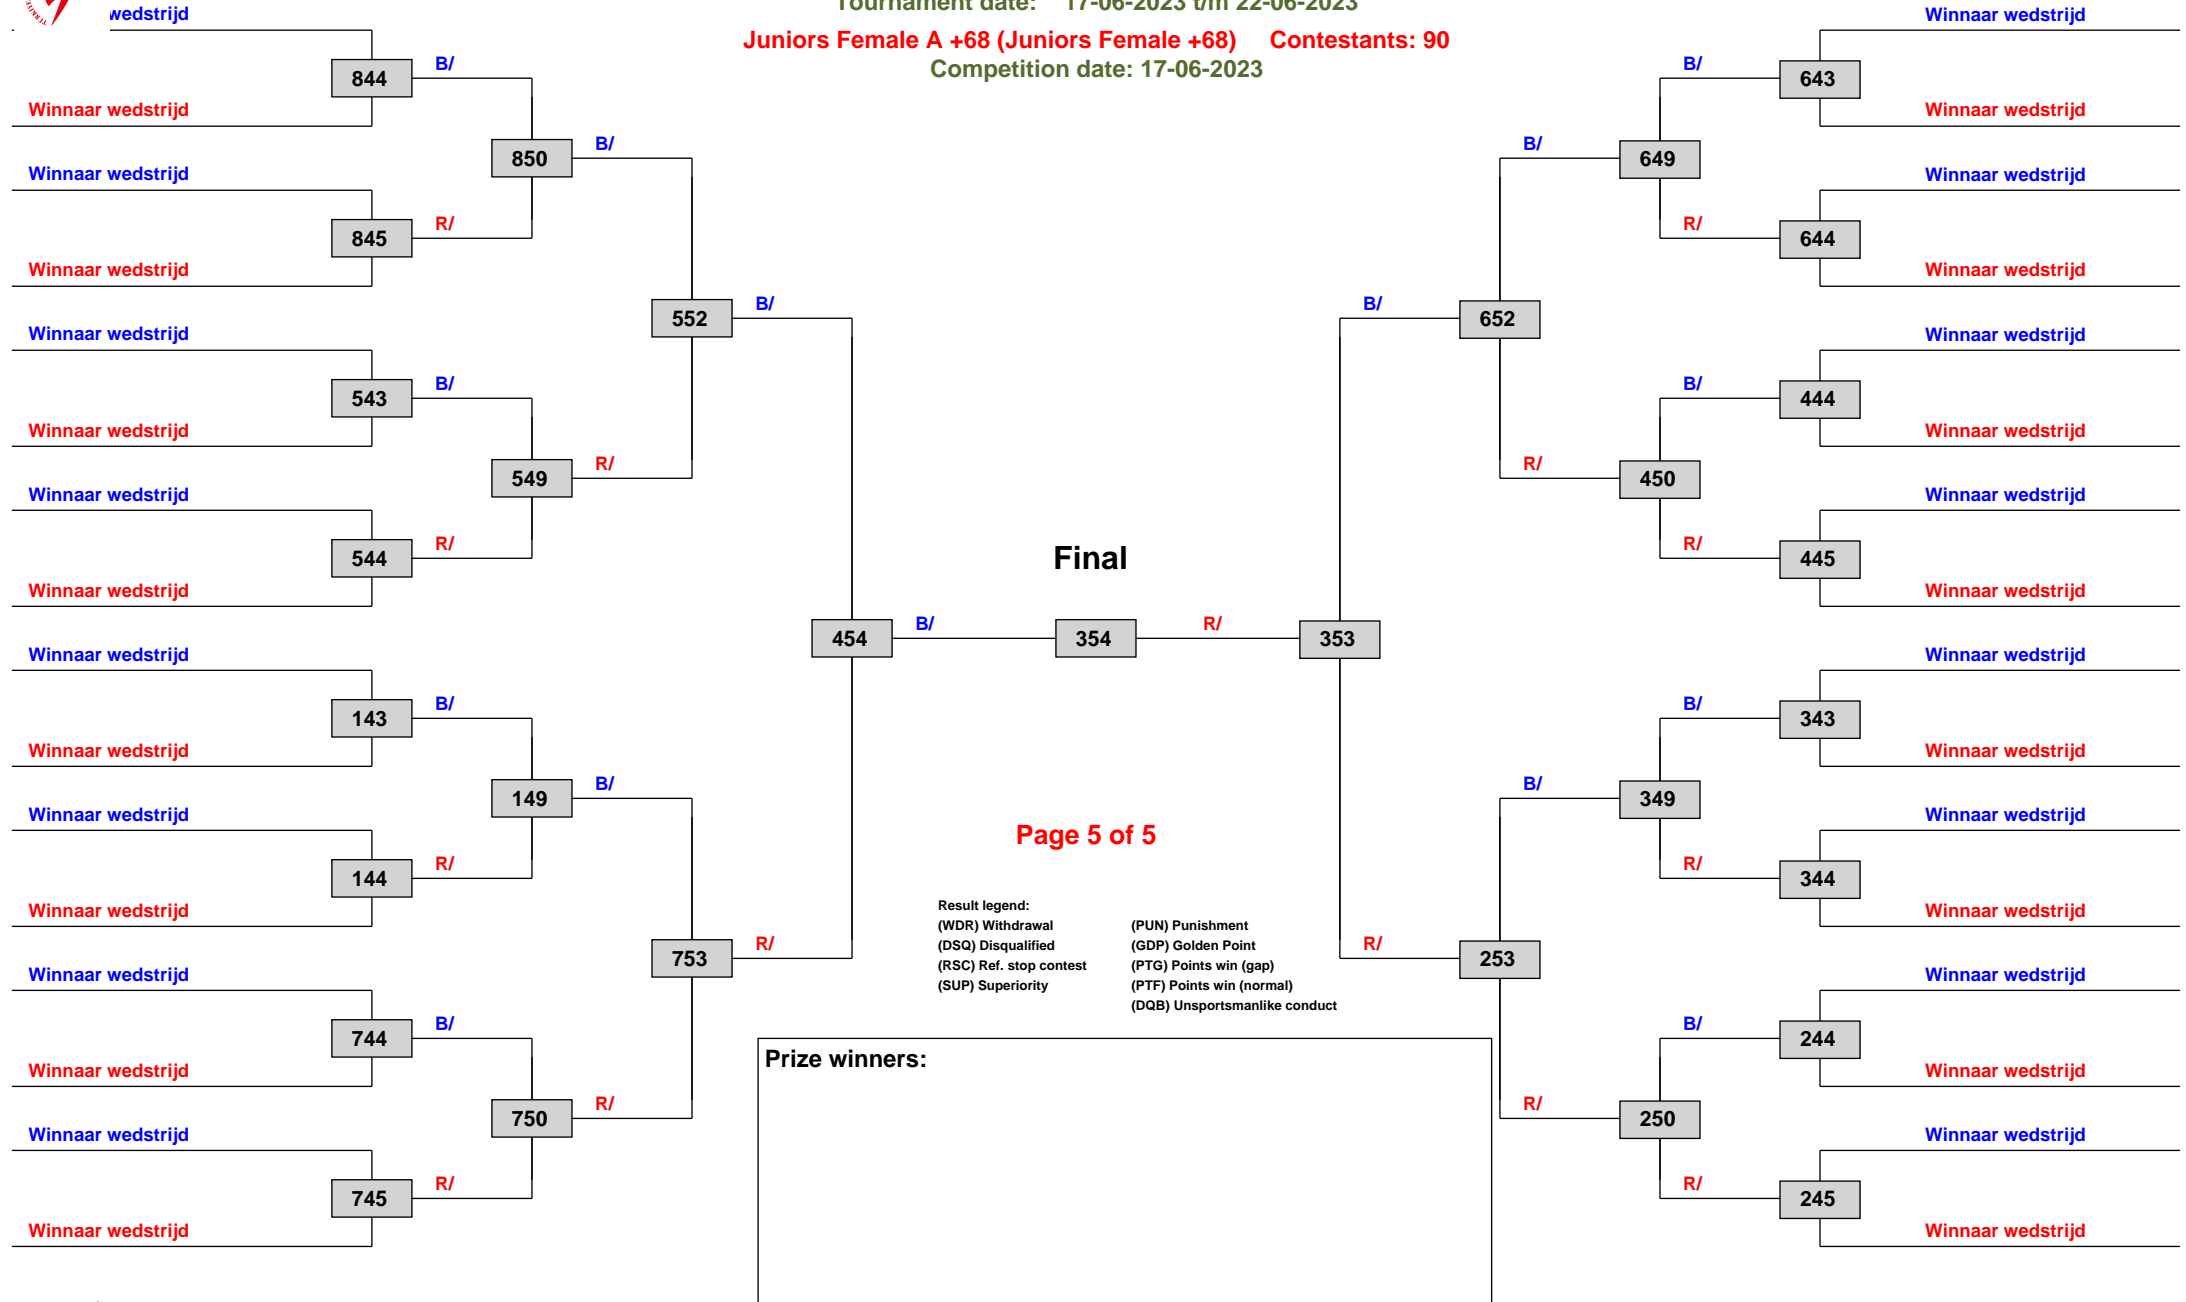 Tournament date: 17-06-2023 t/m 22-06-2023
Juniors Female A +68 (Juniors Female +68) Contestants: 90
Competition date: 17-06-2023
wedstrijd
844
B/
Winnaar wedstrijd
850
B/
Winnaar wedstrijd
845
R/
Winnaar wedstrijd
552
B/
Winnaar wedstrijd
543
B/
Winnaar wedstrijd
549
R/
Winnaar wedstrijd
544
R/
Winnaar wedstrijd
454
B/
Winnaar wedstrijd
143
B/
Winnaar wedstrijd
149
B/
Winnaar wedstrijd
144
R/
Winnaar wedstrijd
753
R/
Winnaar wedstrijd
744
B/
Winnaar wedstrijd
750
R/
Winnaar wedstrijd
745
R/
Winnaar wedstrijd
Final
354
R/
353
Winnaar wedstrijd
B/
643
Winnaar wedstrijd
B/
649
Winnaar wedstrijd
R/
644
Winnaar wedstrijd
B/
652
Winnaar wedstrijd
B/
444
Winnaar wedstrijd
R/
450
Winnaar wedstrijd
R/
445
Winnaar wedstrijd
Winnaar wedstrijd
B/
343
Winnaar wedstrijd
B/
349
Winnaar wedstrijd
R/
344
Winnaar wedstrijd
R/
253
Winnaar wedstrijd
B/
244
Winnaar wedstrijd
R/
250
Winnaar wedstrijd
R/
245
Winnaar wedstrijd
Page 5 of 5
Result legend:
(WDR) Withdrawal
(DSQ) Disqualified
(RSC) Ref. stop contest
(SUP) Superiority
(PUN) Punishment
(GDP) Golden Point
(PTG) Points win (gap)
(PTF) Points win (normal)
(DQB) Unsportsmanlike conduct
Prize winners: